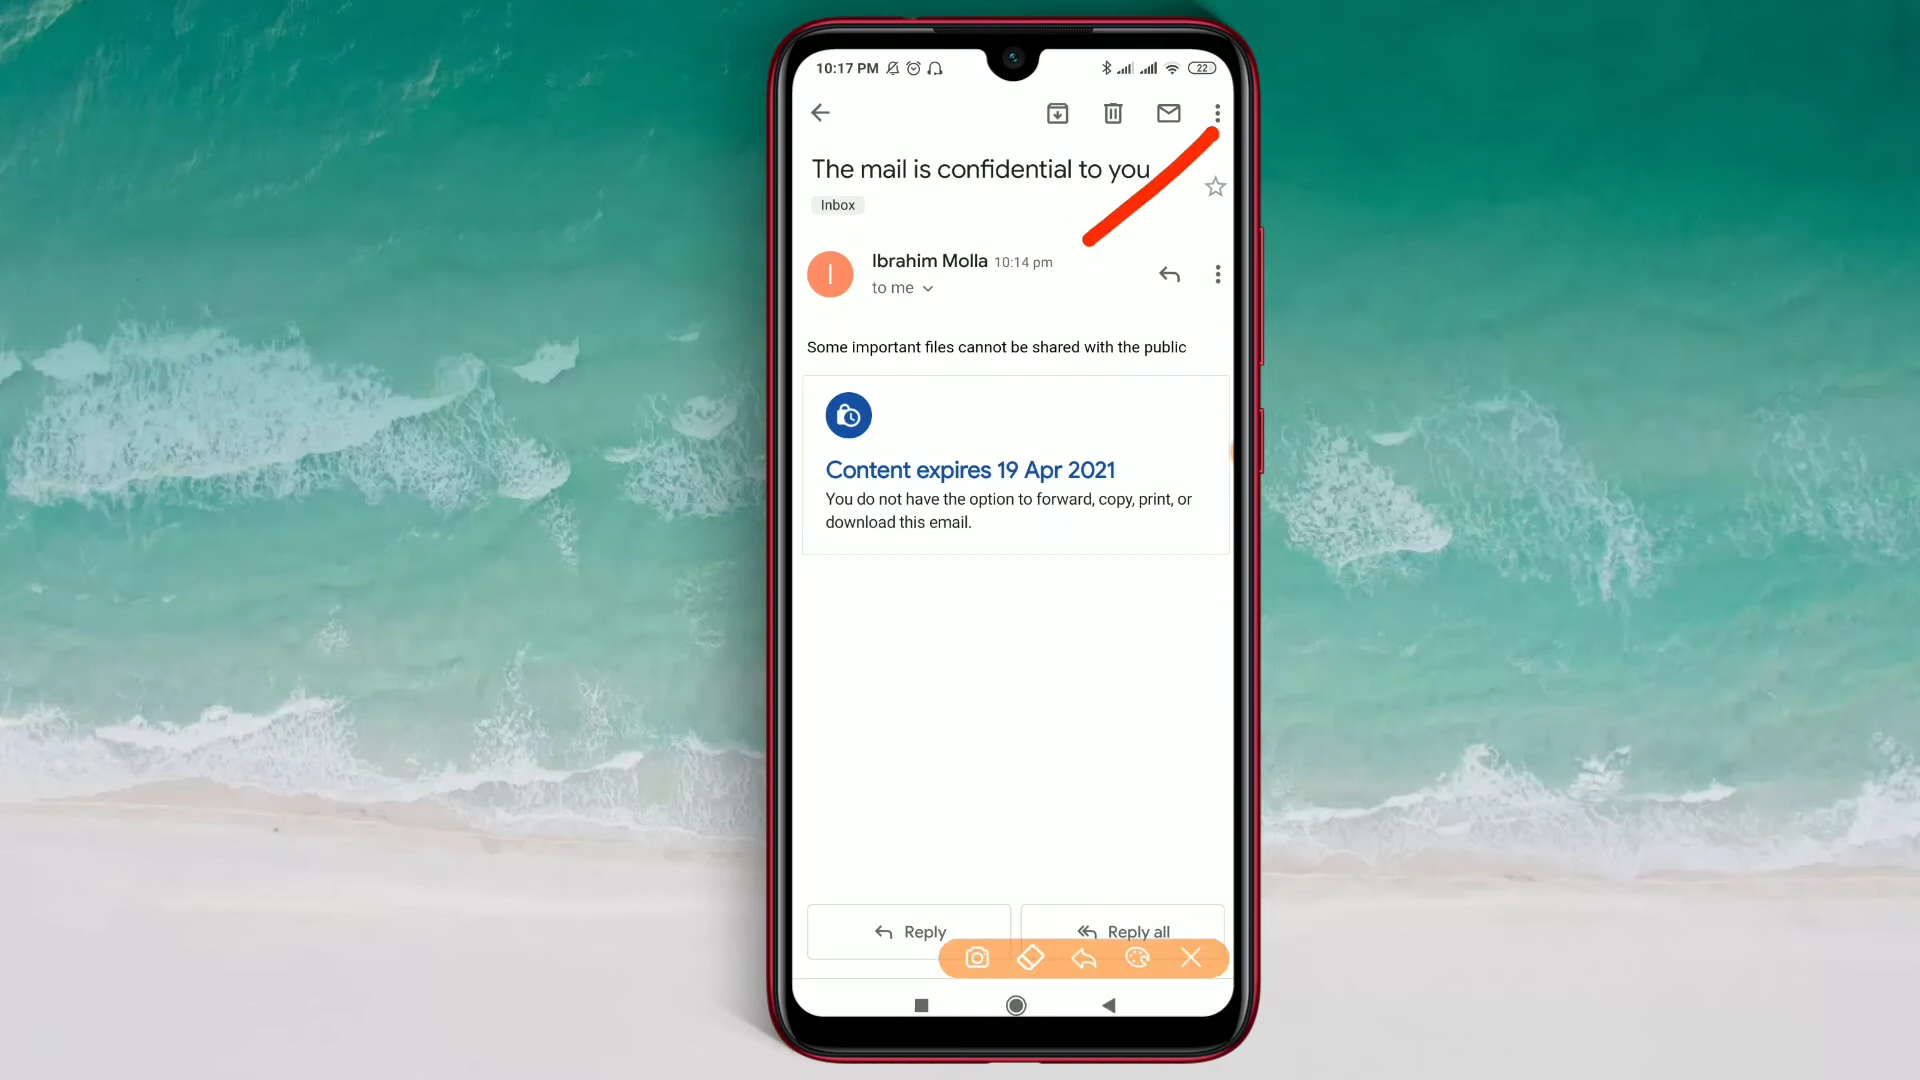 10:17 PM
22
The mail is confidential to you
Inbox
I
Ibrahim Molla 10:14 pm
to me
Some important files cannot be shared with the public
Content expires 19 Apr 2021
You do not have the option to forward, copy, print, or
download this email.
Reply
Reply all